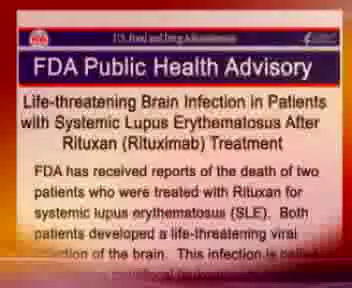 U.S. Food and Drug Administration
FDA Public Health Advisory
Life-threatening Brain Infection in Patients
with Systemic Lupus Erythematosus After
Rituxan (Rituximab) Treatment
FDA has received reports of the death of two
patients who were treated with Rituxan for
systemic lupus erythematosus (SLE). Both
patients developed a life-threatening viral
of the brain. This infection is called